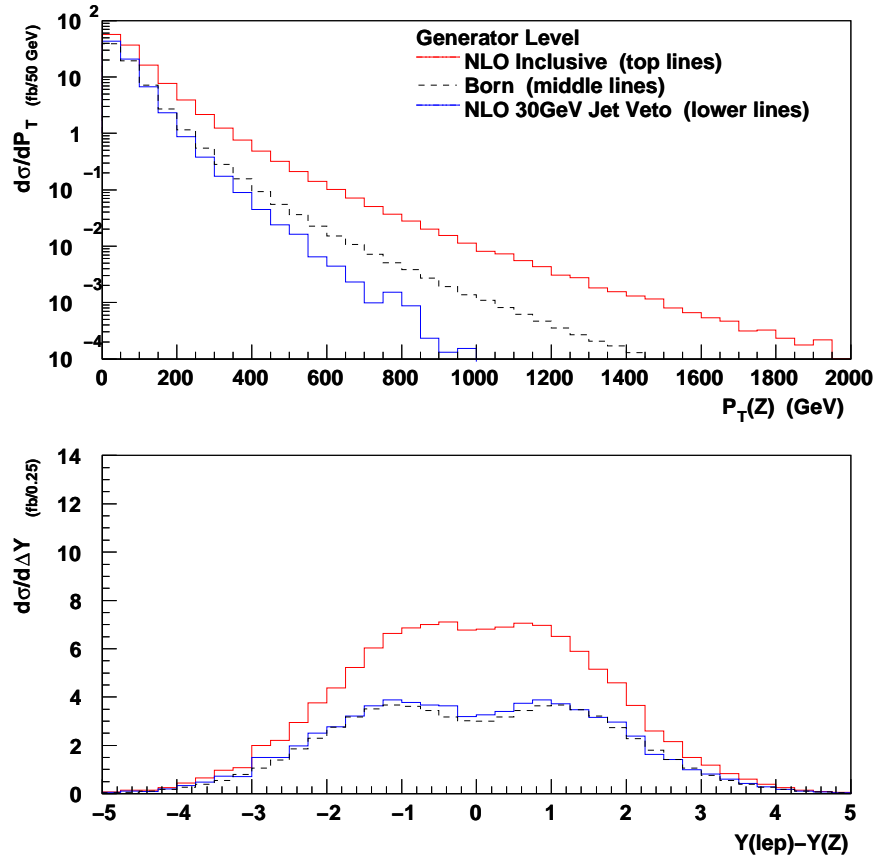 Generator Level
NLO Inclusive (top lines)
Born (middle lines)
NLO 30GeV Jet Veto (lower lines)
dσ/dP_T (fb/50 GeV)
10^2
10
1
10^-1
10^-2
10^-3
10^-4
0 200 400 600 800 1000 1200 1400 1600 1800 2000
P_T(Z) (GeV)
dσ/dΔY (fb/0.25)
14
12
10
8
6
4
2
0
−5 −4 −3 −2 −1 0 1 2 3 4 5
Y(lep)−Y(Z)